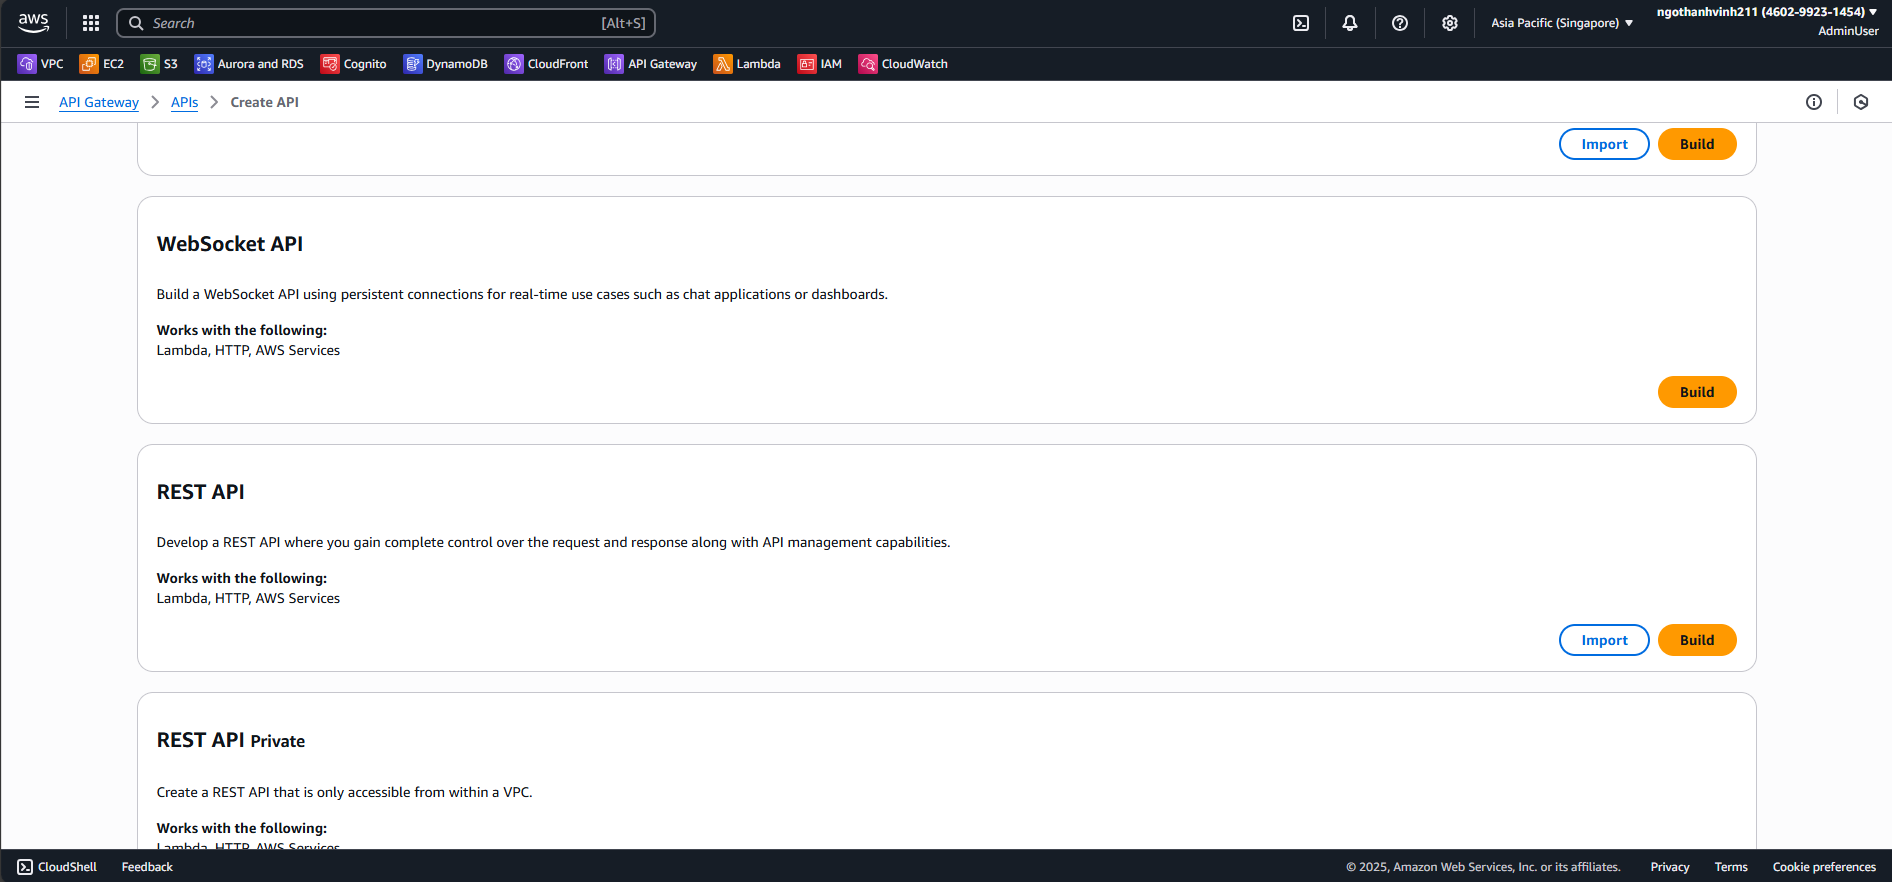 aws
Search [Alt+S]
Asia Pacific (Singapore)
ngothanhvinh211 (4602-9923-1454)
AdminUser
VPC EC2 S3 Aurora and RDS Cognito DynamoDB CloudFront API Gateway Lambda IAM CloudWatch
API Gateway APIs Create API
Import Build
WebSocket API
Build a WebSocket API using persistent connections for real-time use cases such as chat applications or dashboards.
Works with the following:
Lambda, HTTP, AWS Services
Build
REST API
Develop a REST API where you gain complete control over the request and response along with API management capabilities.
Works with the following:
Lambda, HTTP, AWS Services
Import Build
REST API Private
Create a REST API that is only accessible from within a VPC.
Works with the following:
Lambda, HTTP, AWS Services
CloudShell Feedback © 2025, Amazon Web Services, Inc. or its affiliates. Privacy Terms Cookie preferences